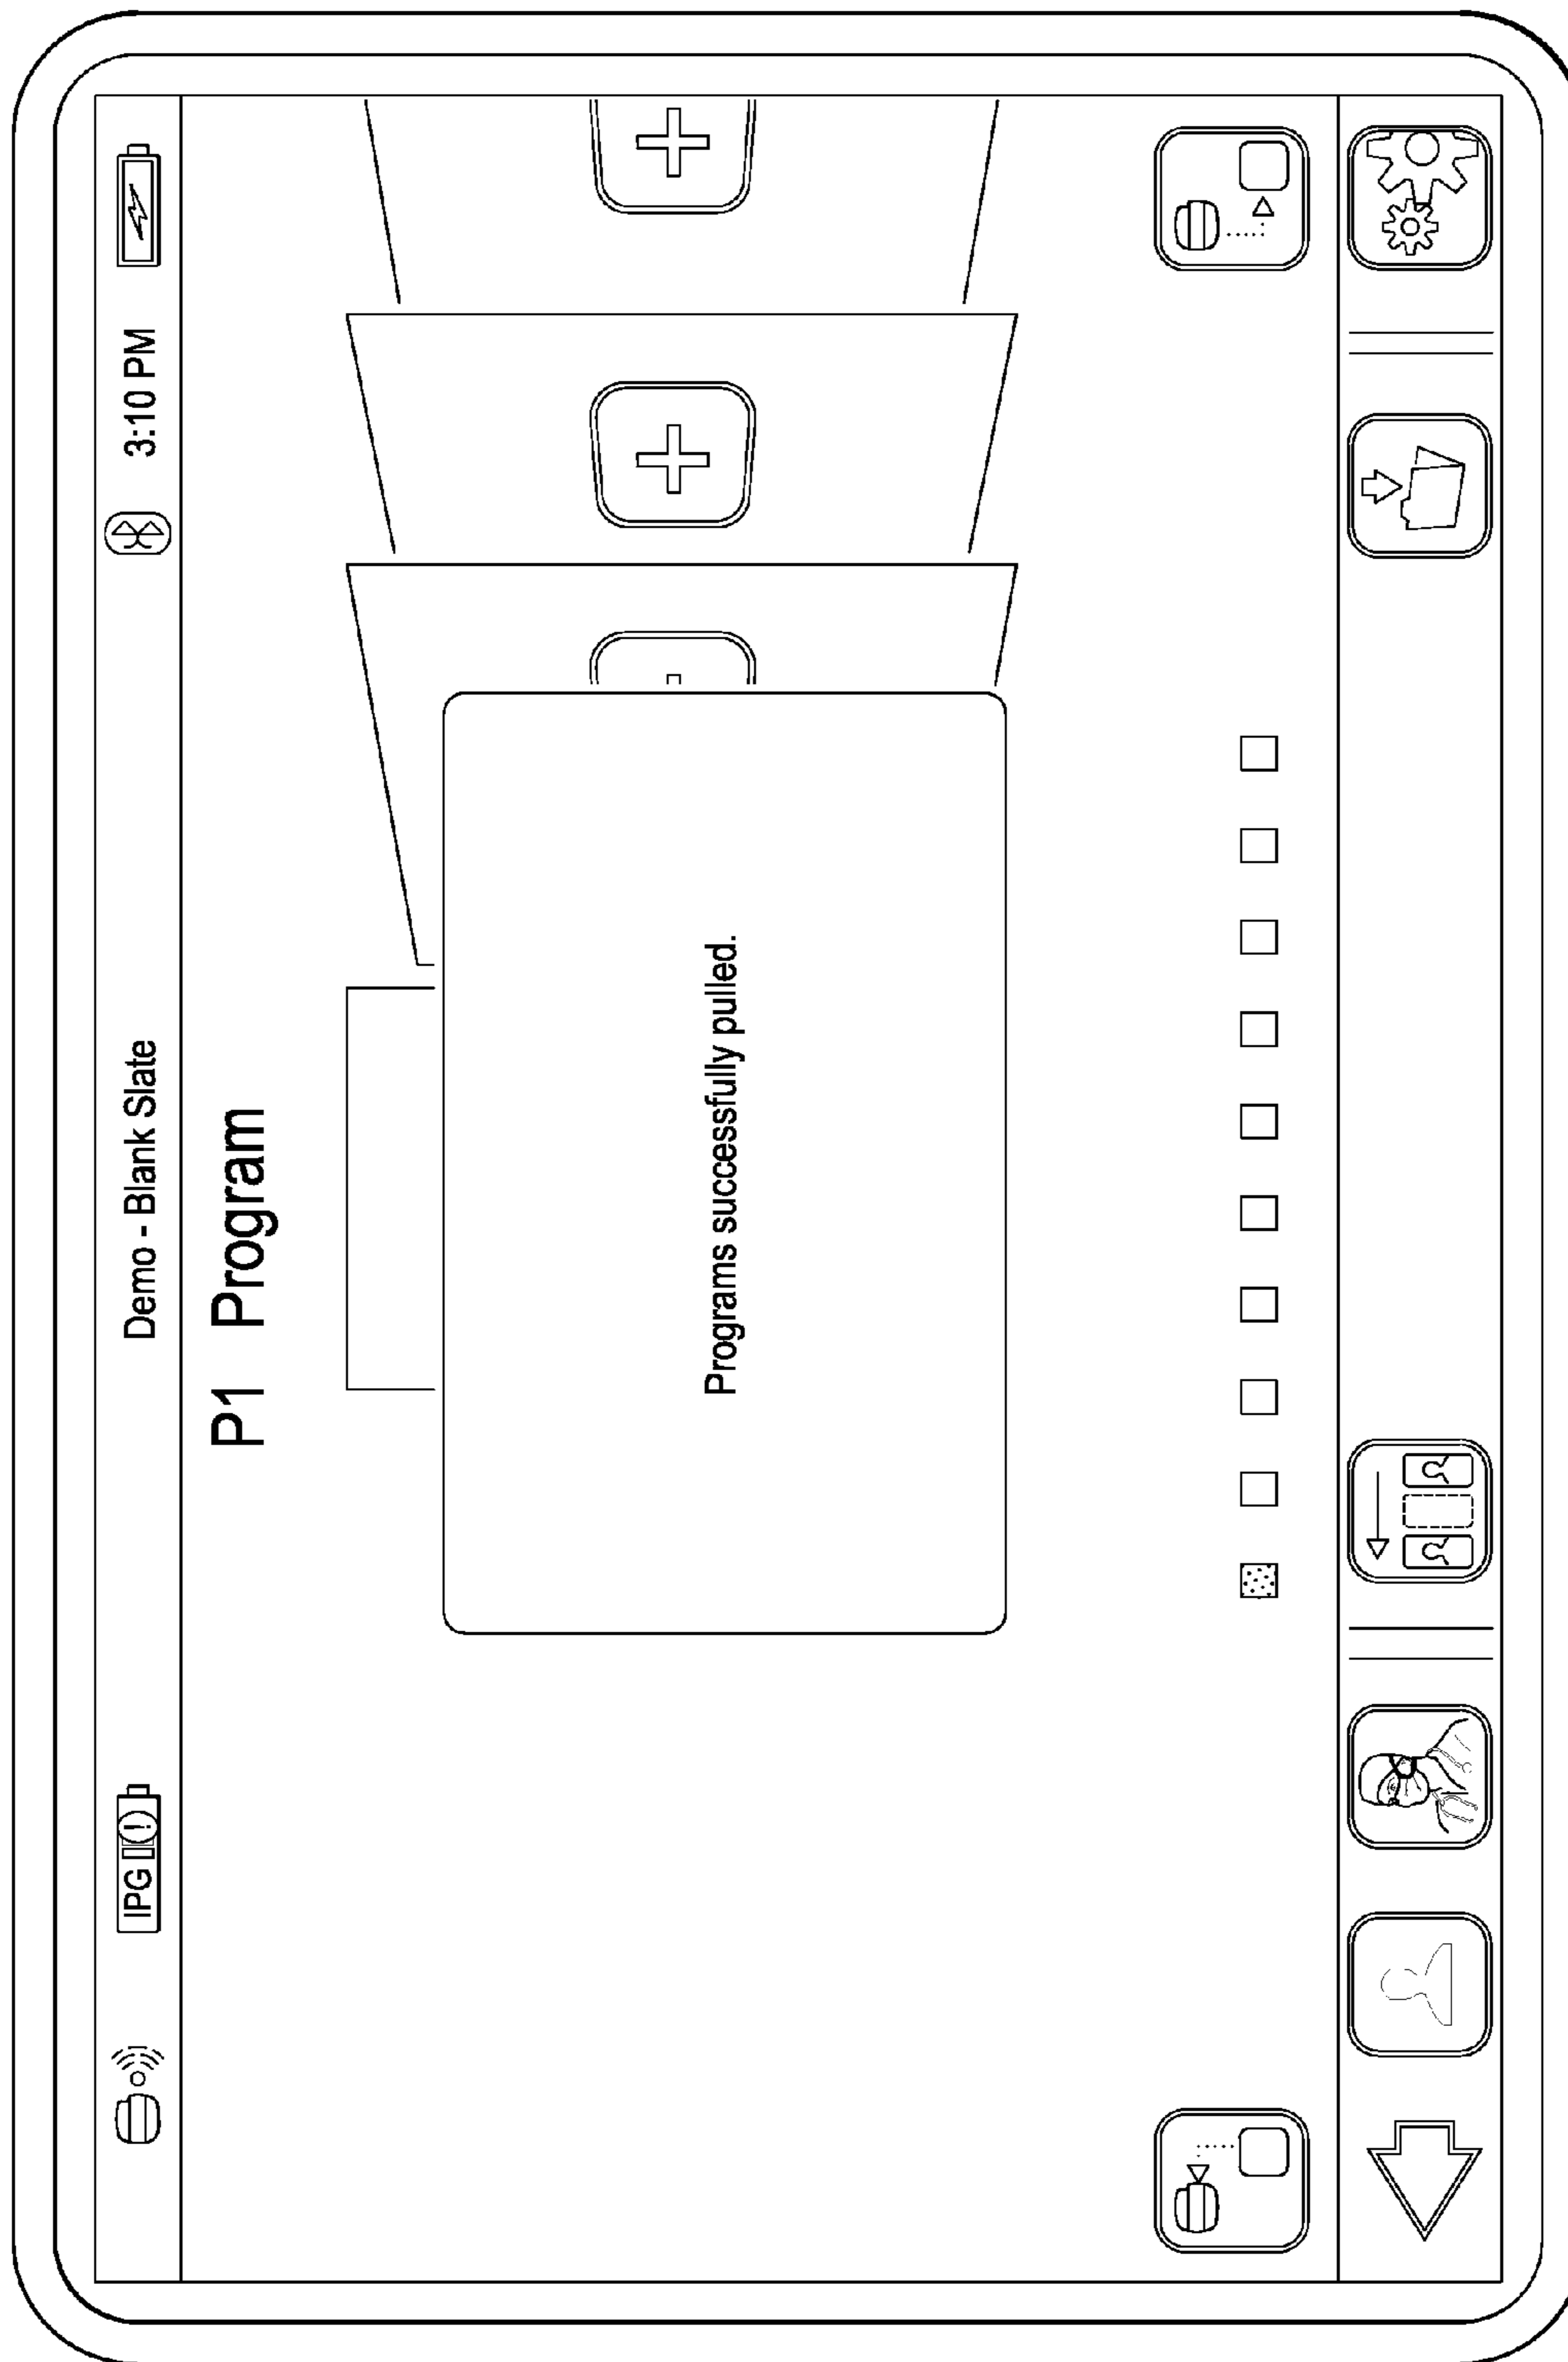 IPG !
Demo - Blank Slate
3:10 PM
P1 Program
Programs successfully pulled.